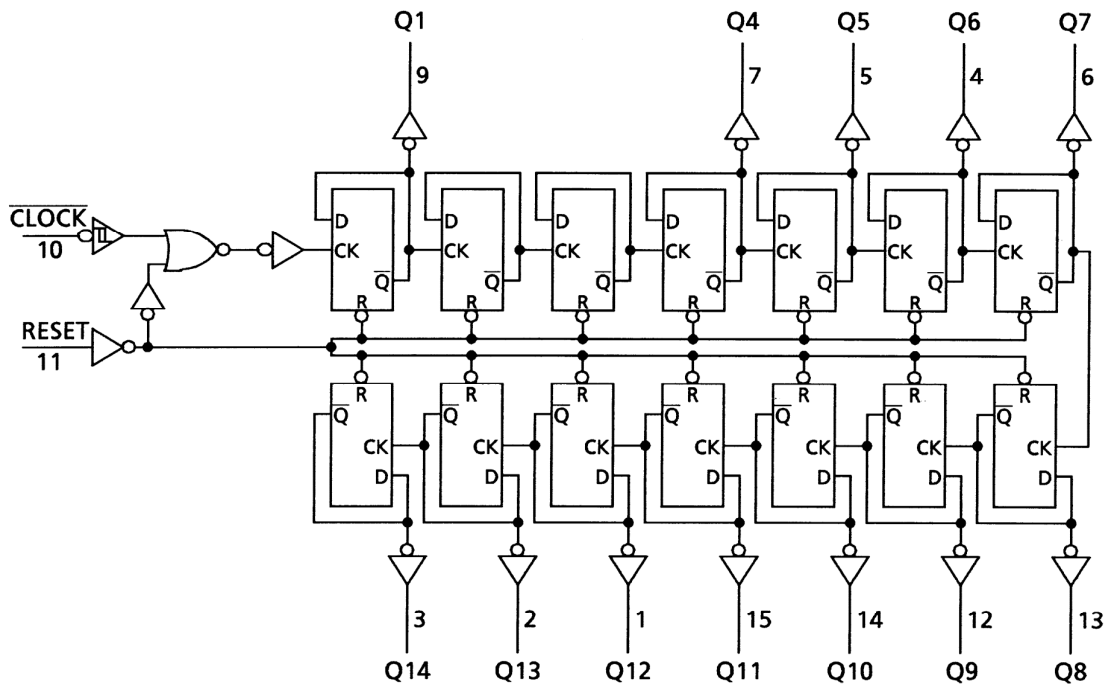 Q1 Q4 Q5 Q6 Q7
9 7 5 4 6
CLOCK
10
D D D D D D D
CK CK CK CK CK CK CK
Q Q Q Q Q Q Q
R R R R R R R
RESET
11
R R R R R R R
Q Q Q Q Q Q Q
CK CK CK CK CK CK CK
D D D D D D D
3 2 1 15 14 12 13
Q14 Q13 Q12 Q11 Q10 Q9 Q8